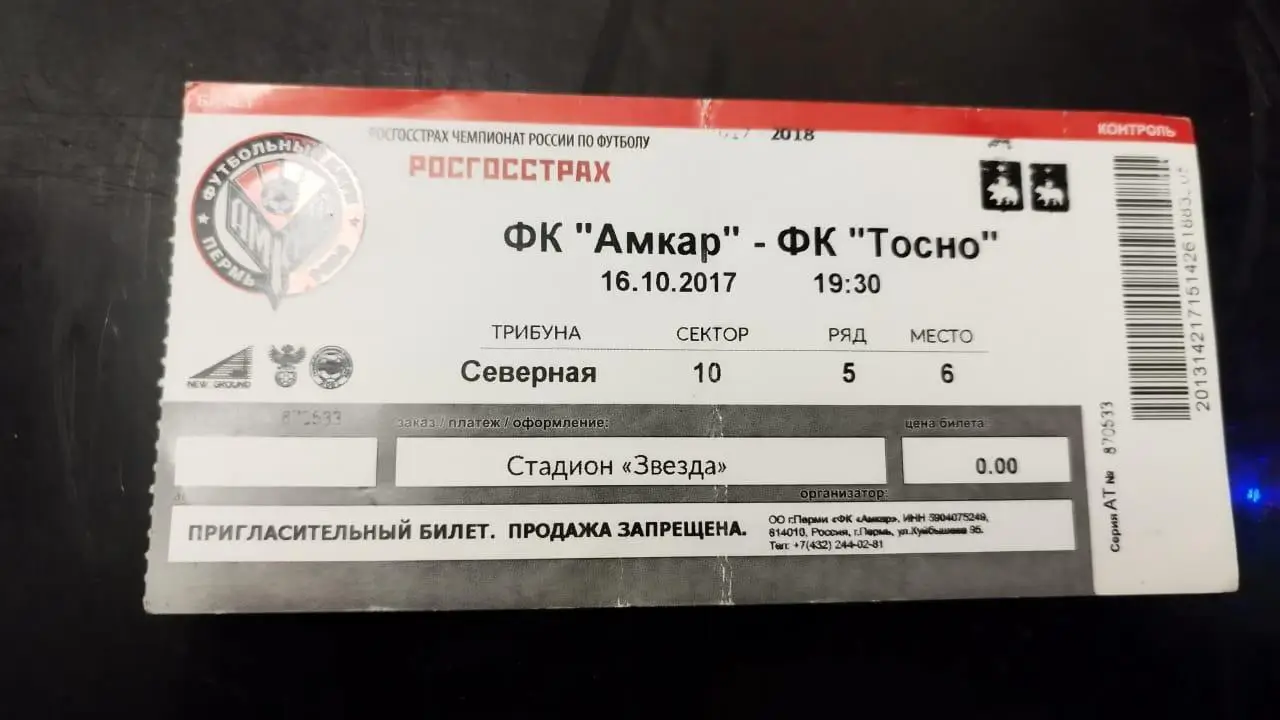 КОНТРОЛЬ
РОСГОССТРАХ ЧЕМПИОНАТ РОССИИ ПО ФУТБОЛУ 2018
РОСГОССТРАХ
ФУТБОЛЬНЫЙ
АМКАР
ПЕРМЬ
ФК "Амкар" - ФК "Тосно"
16.10.2017 19:30
ТРИБУНА СЕКТОР РЯД МЕСТО
Северная 10 5 6
NEW GROUND
870533
заказ / платеж / оформление: цена билета
Стадион «Звезда» 0.00
организатор:
ПРИГЛАСИТЕЛЬНЫЙ БИЛЕТ. ПРОДАЖА ЗАПРЕЩЕНА.
ОО г.Перми «ФК «Амкар», ИНН 5904075249,
614010, Россия, г.Пермь, ул.Куйбышева 95.
Тел: +7(432) 244-02-81
Серия АТ № 870533